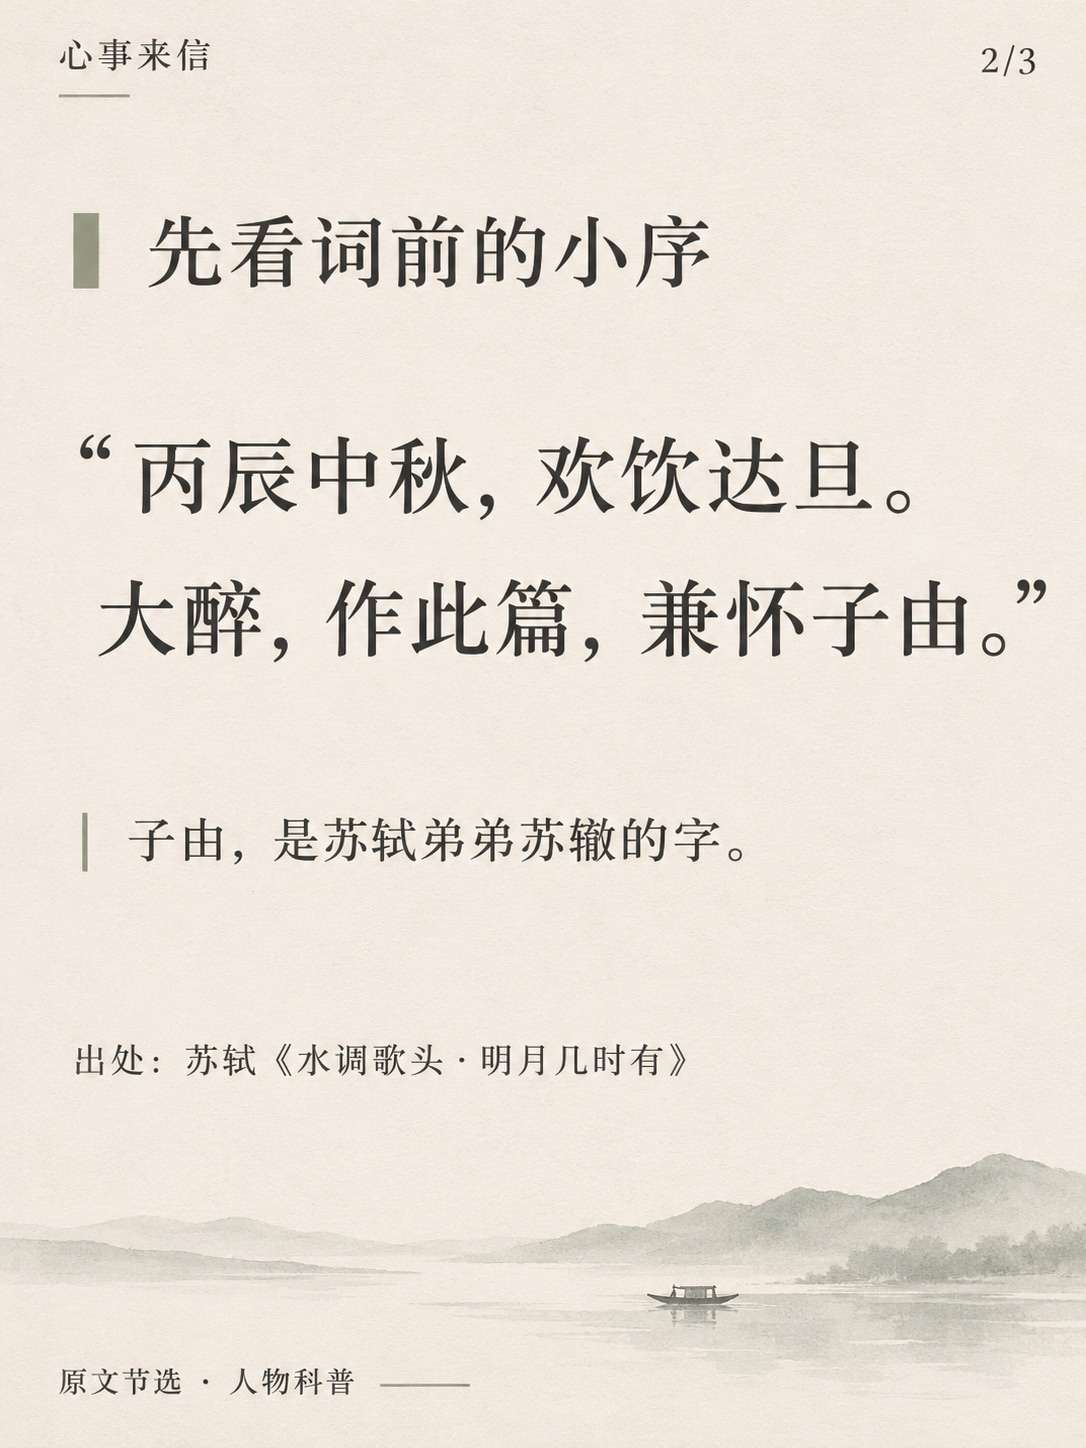 心事来信
2/3
先看词前的小序
“丙辰中秋，欢饮达旦。
大醉，作此篇，兼怀子由。”
子由，是苏轼弟弟苏辙的字。
出处：苏轼《水调歌头·明月几时有》
原文节选 · 人物科普